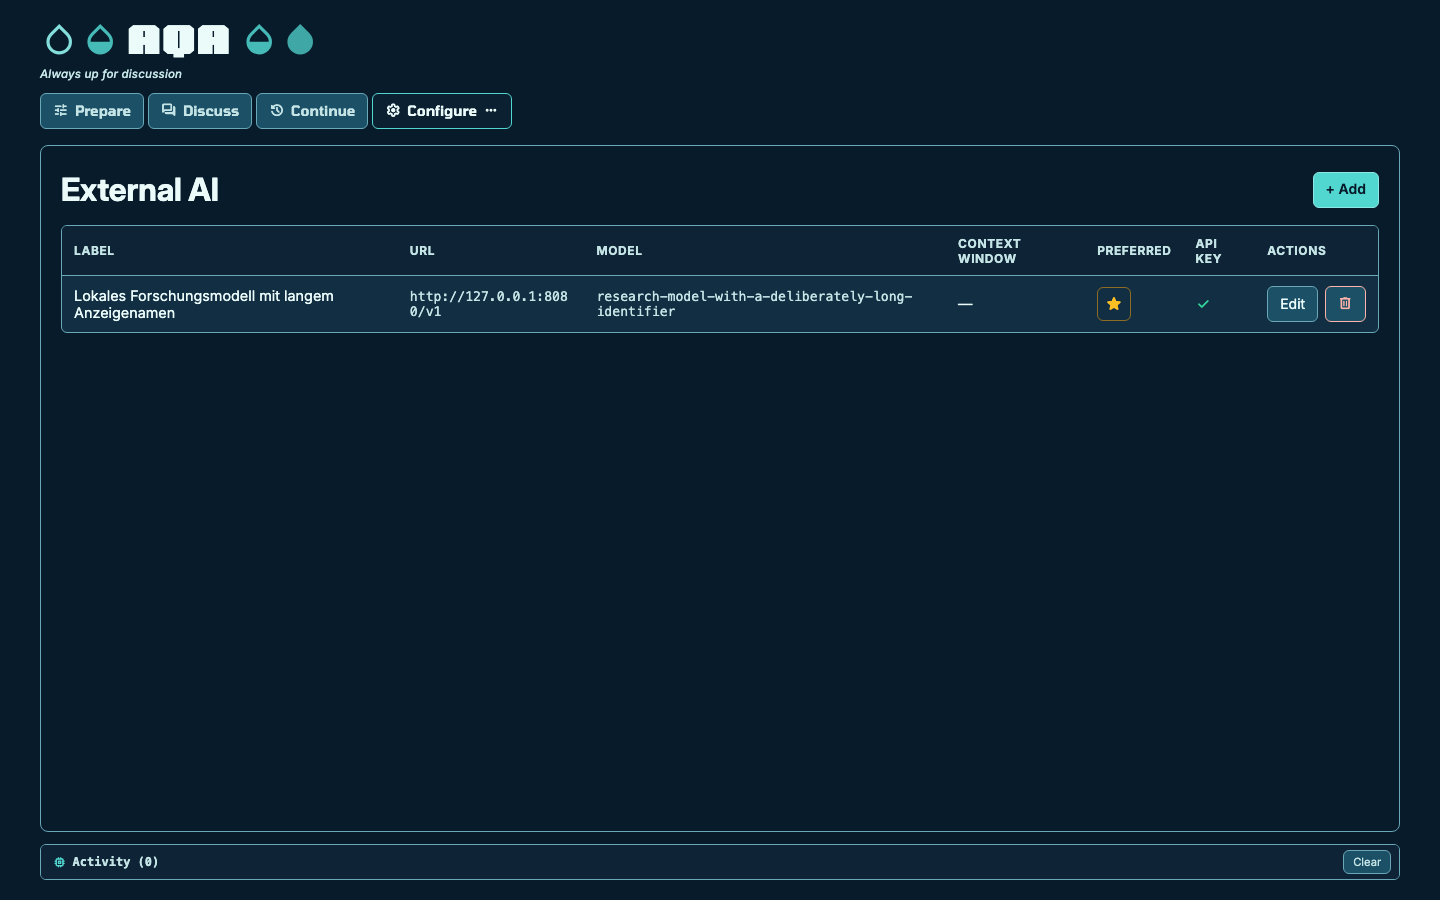 AQA
Always up for discussion
Prepare
Discuss
Continue
Configure ···
External AI
+ Add
LABEL
URL
MODEL
CONTEXT
WINDOW
PREFERRED
API
KEY
ACTIONS
Lokales Forschungsmodell mit langem
Anzeigenamen
http://127.0.0.1:808
0/v1
research-model-with-a-deliberately-long-
identifier
—
Edit
Activity (0)
Clear